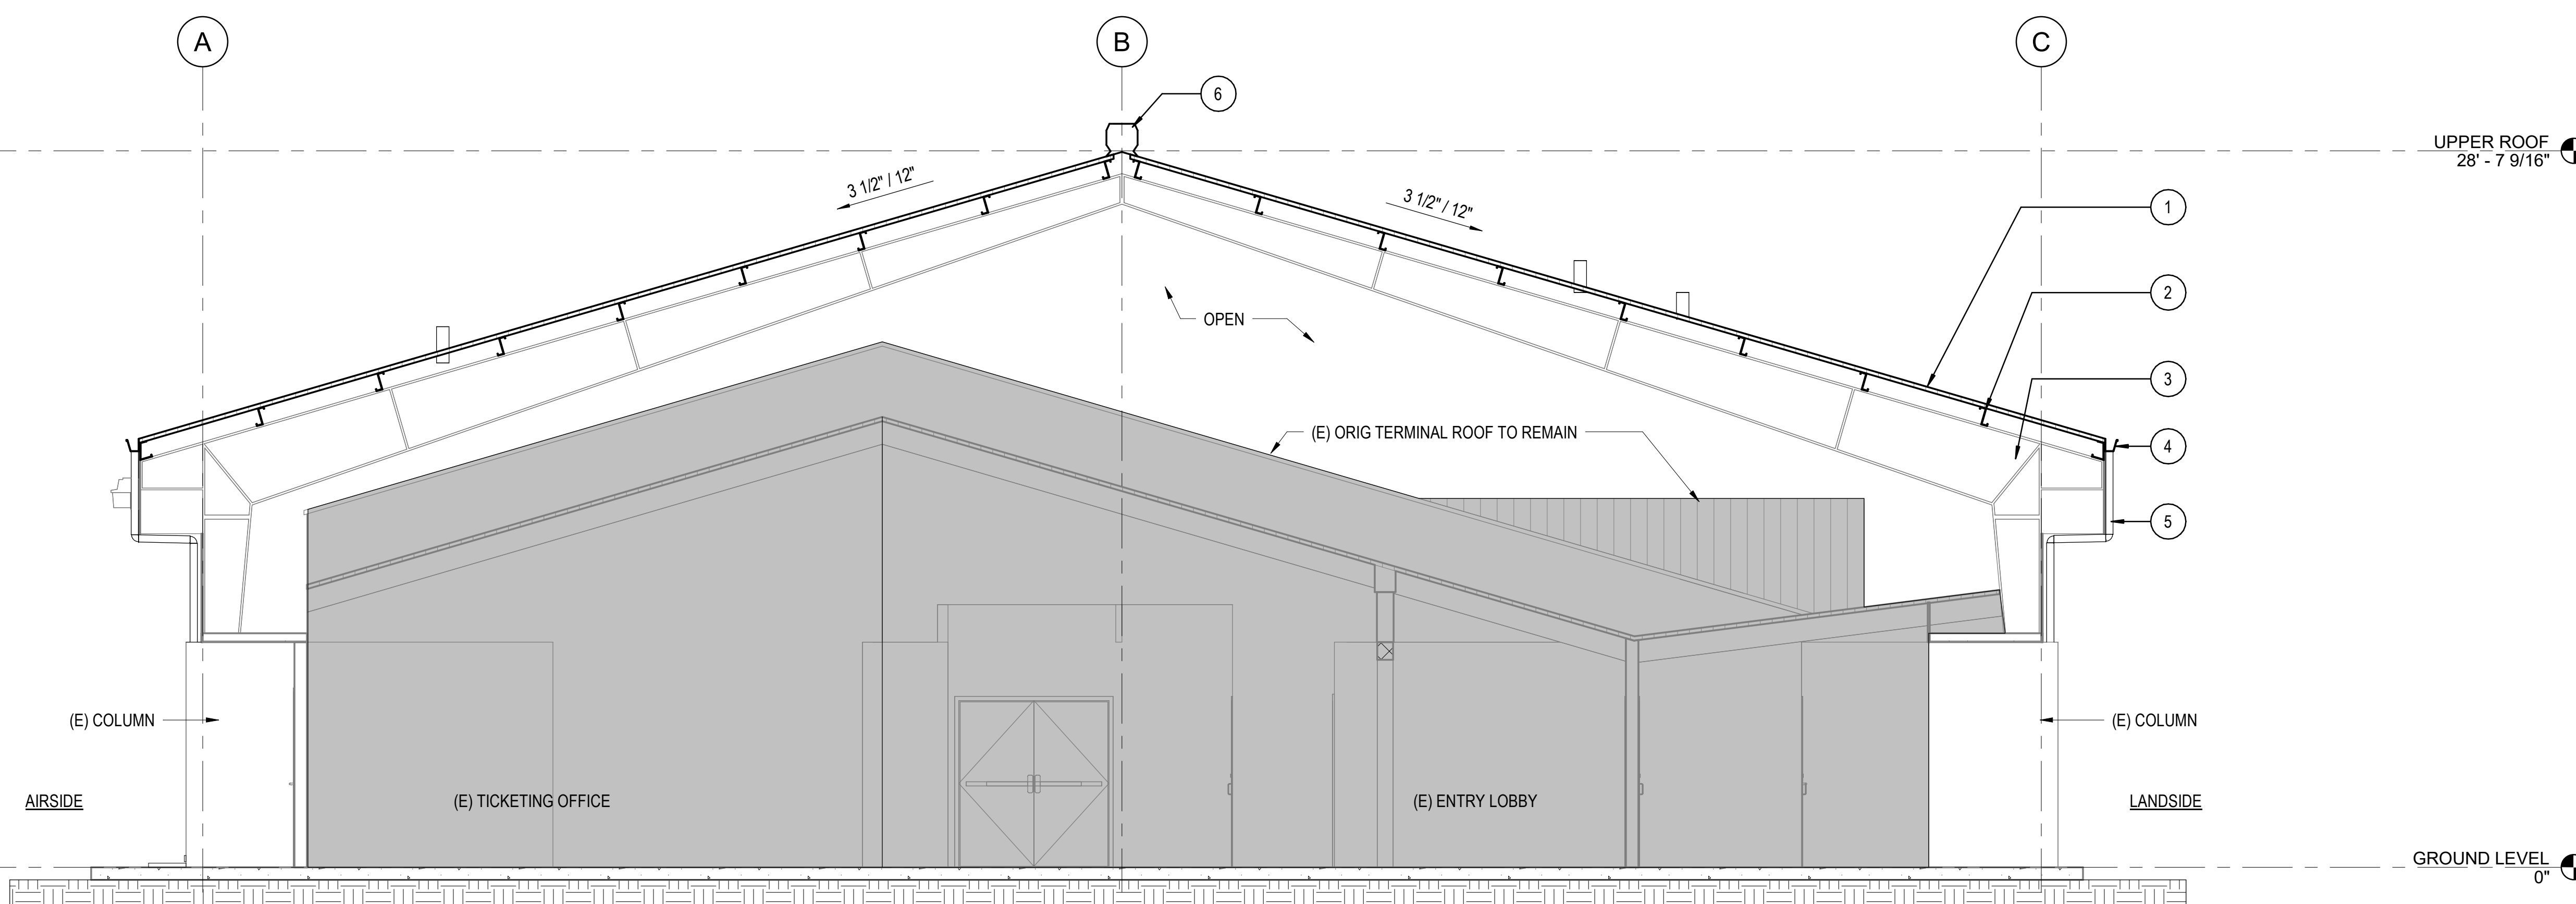 A
B
C
6
UPPER ROOF
28' - 7 9/16"
3 1/2" / 12"
3 1/2" / 12"
1
2
OPEN
3
(E) ORIG TERMINAL ROOF TO REMAIN
4
5
(E) COLUMN
(E) COLUMN
AIRSIDE
(E) TICKETING OFFICE
(E) ENTRY LOBBY
LANDSIDE
GROUND LEVEL
0"